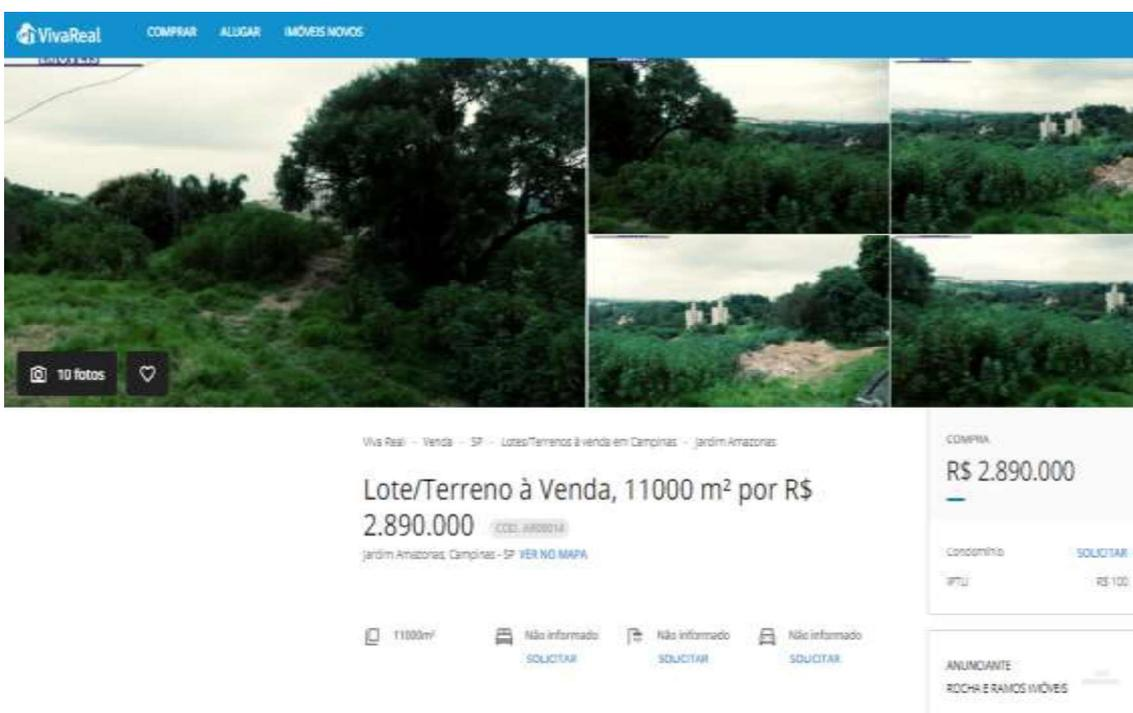 VivaReal COMPRAR ALUGAR IMÓVEIS NOVOS
10 fotos
Viva Real - Venda - SP - Lotes/Terrenos à venda em Campinas - Jardim Amazonas
Lote/Terreno à Venda, 11000 m² por R$
2.890.000
Jardim Amazonas, Campinas - SP VER NO MAPA
11000m² Não informado Não informado Não informado
SOLICITAR SOLICITAR SOLICITAR
COMPRA
R$ 2.890.000
Condomínio SOLICITAR
IPTU R$ 100
ANUNCIANTE
ROCHA E RAMOS IMÓVEIS